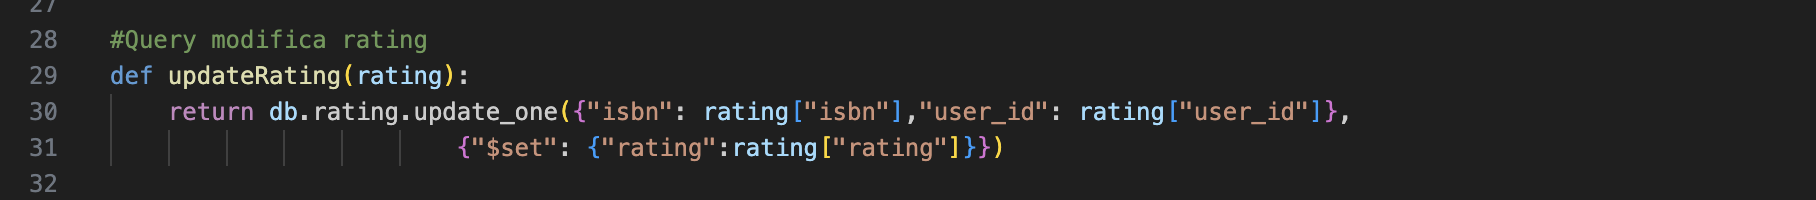 27
28 #Query modifica rating
29 def updateRating(rating):
30 return db.rating.update_one({"isbn": rating["isbn"],"user_id": rating["user_id"]},
31 {"$set": {"rating":rating["rating"]}})
32